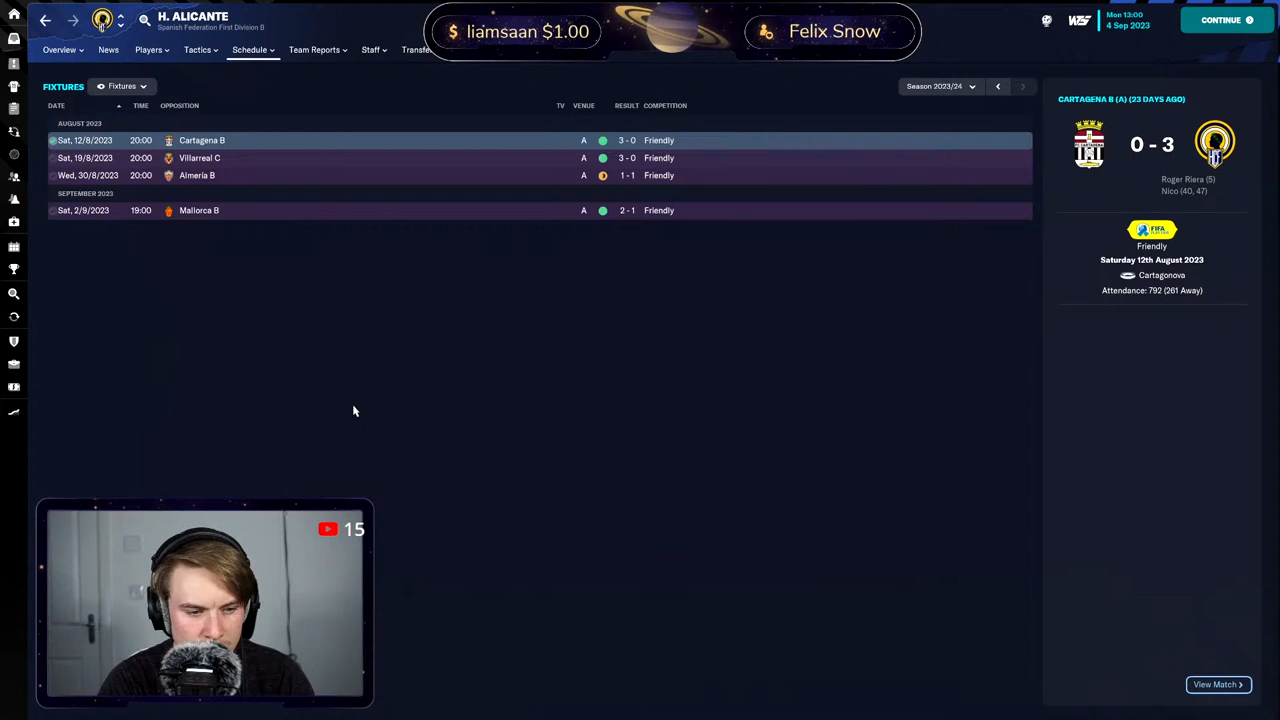 H. ALICANTE
Spanish Federation First Division B
liamsaan $1.00
Felix Snow
Mon 13:00
4 Sep 2023
CONTINUE
Overview
News
Players
Tactics
Schedule
Team Reports
Staff
Transfe
FIXTURES
Fixtures
Season 2023/24
DATE TIME OPPOSITION TV VENUE RESULT COMPETITION
AUGUST 2023
Sat, 12/8/2023 20:00 Cartagena B A 3 - 0 Friendly
Sat, 19/8/2023 20:00 Villarreal C A 3 - 0 Friendly
Wed, 30/8/2023 20:00 Almería B A 1 - 1 Friendly
SEPTEMBER 2023
Sat, 2/9/2023 19:00 Mallorca B A 2 - 1 Friendly
CARTAGENA B (A) (23 DAYS AGO)
0 - 3
Roger Riera (5)
Nico (40, 47)
FIFA
Friendly
Saturday 12th August 2023
Cartagonova
Attendance: 792 (261 Away)
View Match
15